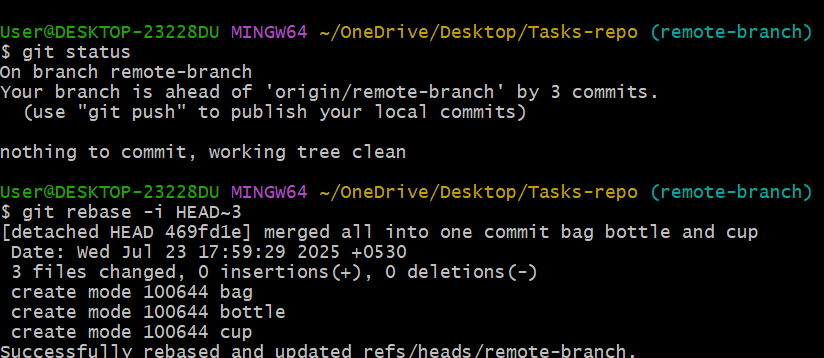 User@DESKTOP-23228DU MINGW64 ~/OneDrive/Desktop/Tasks-repo (remote-branch)
$ git status
On branch remote-branch
Your branch is ahead of 'origin/remote-branch' by 3 commits.
  (use "git push" to publish your local commits)

nothing to commit, working tree clean

User@DESKTOP-23228DU MINGW64 ~/OneDrive/Desktop/Tasks-repo (remote-branch)
$ git rebase -i HEAD~3
[detached HEAD 469fd1e] merged all into one commit bag bottle and cup
 Date: Wed Jul 23 17:59:29 2025 +0530
 3 files changed, 0 insertions(+), 0 deletions(-)
 create mode 100644 bag
 create mode 100644 bottle
 create mode 100644 cup
Successfully rebased and updated refs/heads/remote-branch.